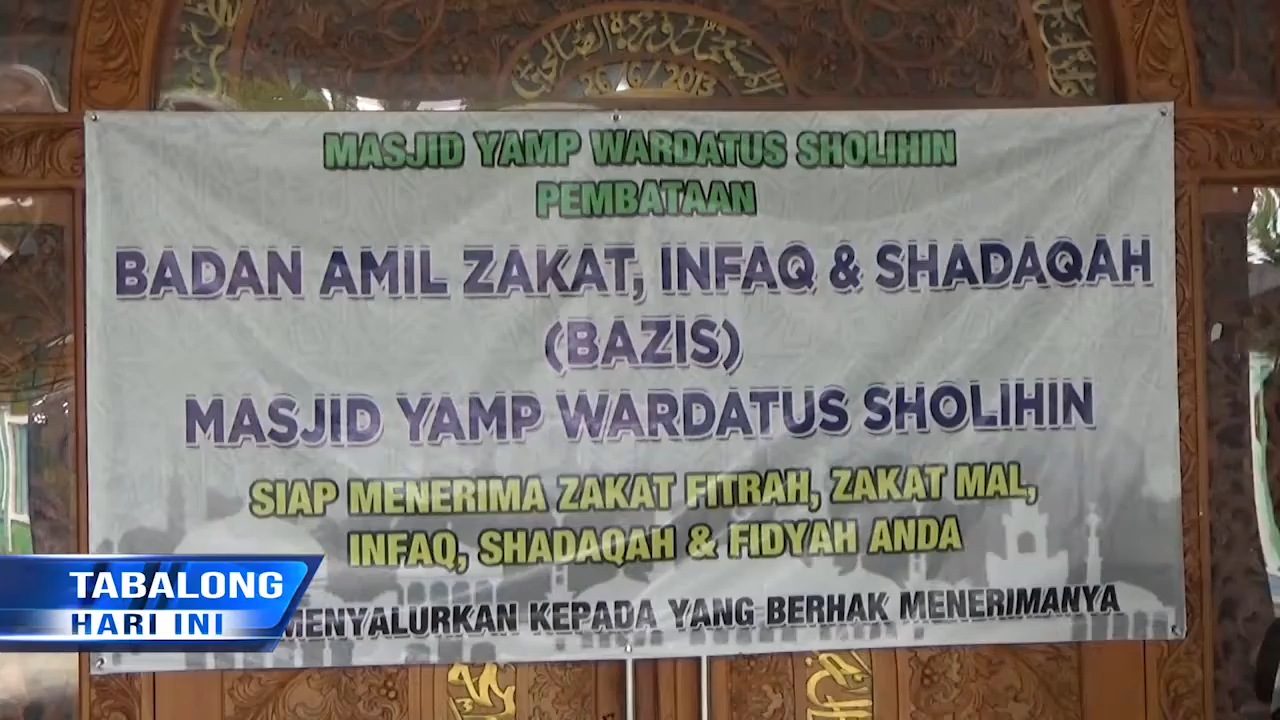 26/6/2013
MASJID YAMP WARDATUS SHOLIHIN
PEMBATAAN
BADAN AMIL ZAKAT, INFAQ & SHADAQAH
(BAZIS)
MASJID YAMP WARDATUS SHOLIHIN
SIAP MENERIMA ZAKAT FITRAH, ZAKAT MAL,
INFAQ, SHADAQAH & FIDYAH ANDA
MENYALURKAN KEPADA YANG BERHAK MENERIMANYA
TABALONG
HARI INI